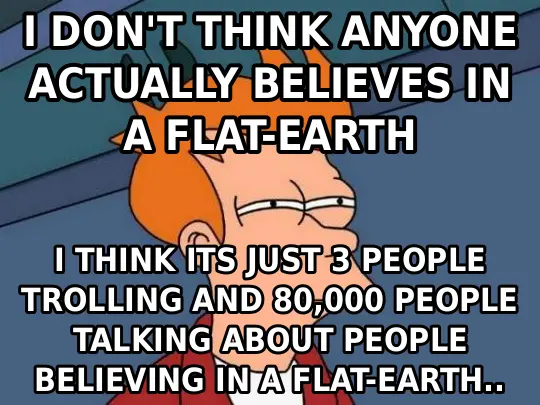 I DON'T THINK ANYONE
ACTUALLY BELIEVES IN
A FLAT-EARTH
I THINK ITS JUST 3 PEOPLE
TROLLING AND 80,000 PEOPLE
TALKING ABOUT PEOPLE
BELIEVING IN A FLAT-EARTH..